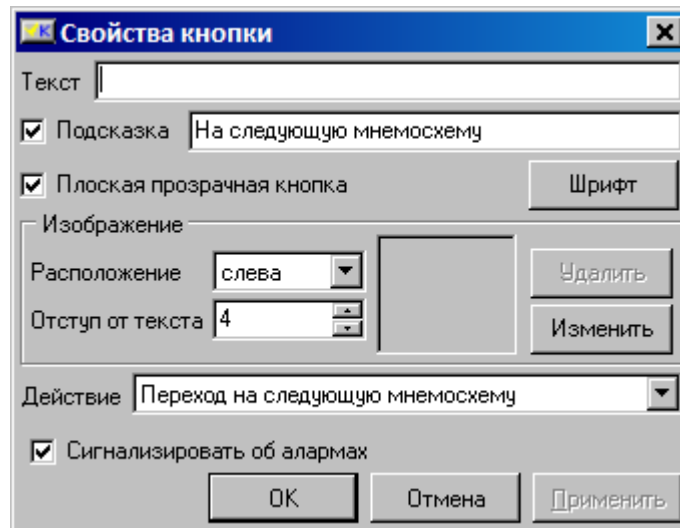 Свойства кнопки
Текст
Подсказка На следующую мнемосхему
Плоская прозрачная кнопка Шрифт
Изображение
Расположение слева Удалить
Отступ от текста 4 Изменить
Действие Переход на следующую мнемосхему
Сигнализировать об алармах
OK Отмена Применить